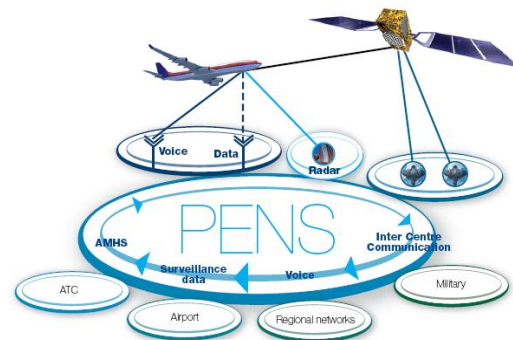 Voice
Data
Radar
PENS
AMHS
Inter Centre
Communication
Surveillance
data
Voice
ATC
Airport
Regional networks
Military